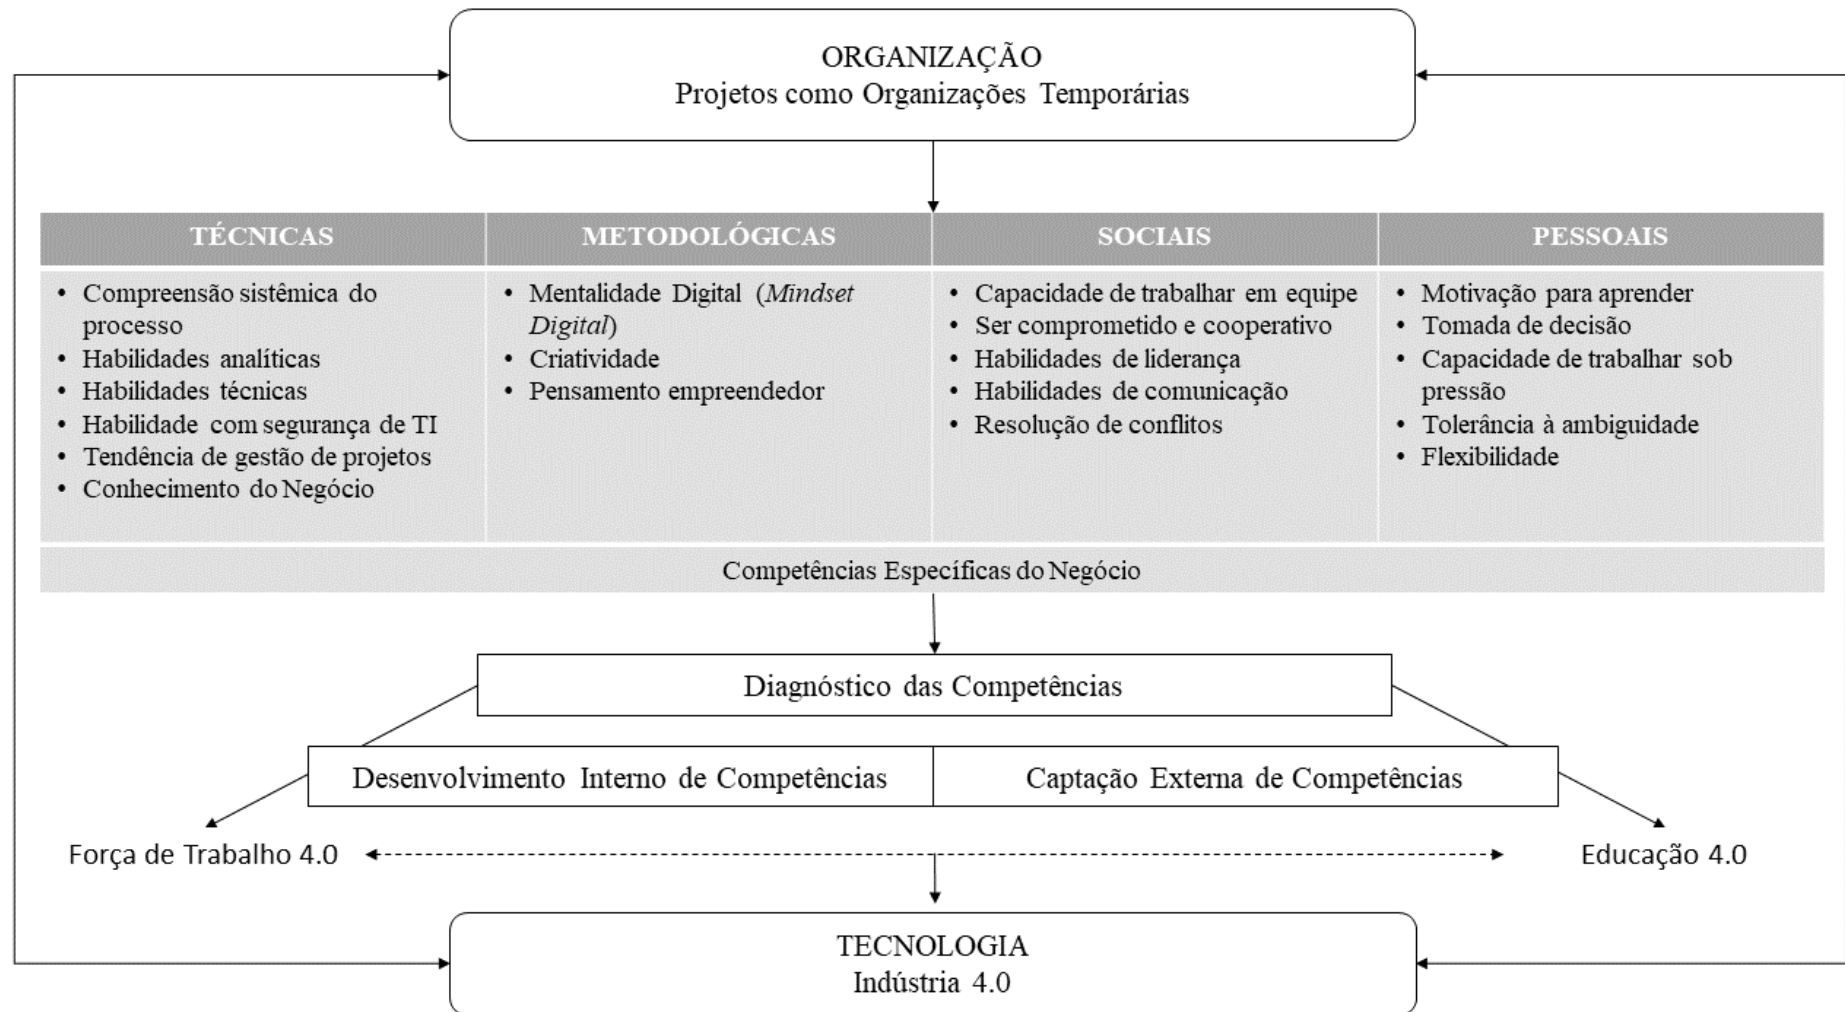 ORGANIZAÇÃO
Projetos como Organizações Temporárias
TÉCNICAS
METODOLÓGICAS
SOCIAIS
PESSOAIS
• Compreensão sistêmica do
processo
• Habilidades analíticas
• Habilidades técnicas
• Habilidade com segurança de TI
• Tendência de gestão de projetos
• Conhecimento do Negócio
• Mentalidade Digital (Mindset
Digital)
• Criatividade
• Pensamento empreendedor
• Capacidade de trabalhar em equipe
• Ser comprometido e cooperativo
• Habilidades de liderança
• Habilidades de comunicação
• Resolução de conflitos
• Motivação para aprender
• Tomada de decisão
• Capacidade de trabalhar sob
pressão
• Tolerância à ambiguidade
• Flexibilidade
Competências Específicas do Negócio
Diagnóstico das Competências
Desenvolvimento Interno de Competências
Captação Externa de Competências
Força de Trabalho 4.0
Educação 4.0
TECNOLOGIA
Indústria 4.0